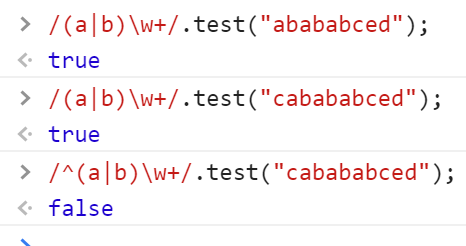 > /(a|b)\w+/.test("abababced");
<· true
> /(a|b)\w+/.test("cabababced");
<· true
> /^(a|b)\w+/.test("cabababced");
<· false
>